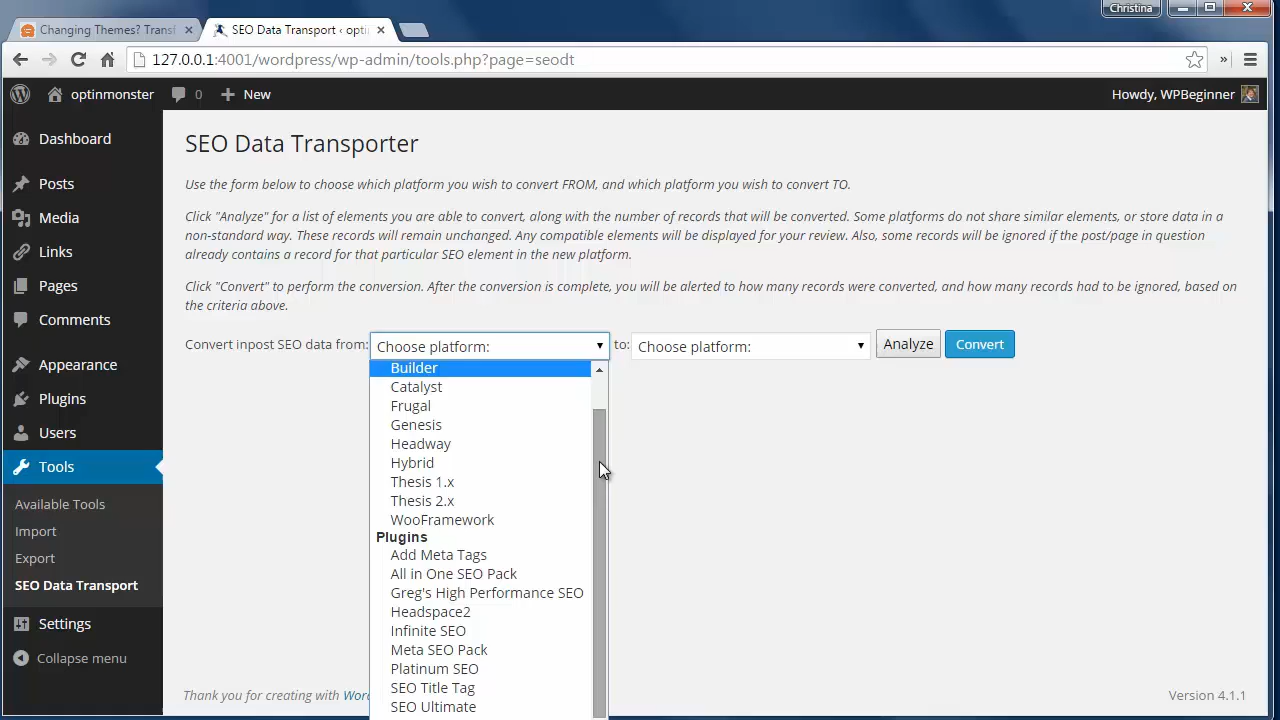 Christina
Changing Themes? Transf
SEO Data Transport ‹ opti
127.0.0.1:4001/wordpress/wp-admin/tools.php?page=seodt
»
optinmonster 0 New Howdy, WPBeginner
Dashboard
Posts
Media
Links
Pages
Comments
Appearance
Plugins
Users
Tools
Available Tools
Import
Export
SEO Data Transport
Settings
Collapse menu
SEO Data Transporter
Use the form below to choose which platform you wish to convert FROM, and which platform you wish to convert TO.
Click "Analyze" for a list of elements you are able to convert, along with the number of records that will be converted. Some platforms do not share similar elements, or store data in a
non-standard way. These records will remain unchanged. Any compatible elements will be displayed for your review. Also, some records will be ignored if the post/page in question
already contains a record for that particular SEO element in the new platform.
Click "Convert" to perform the conversion. After the conversion is complete, you will be alerted to how many records were converted, and how many records had to be ignored, based on
the criteria above.
Convert inpost SEO data from: Choose platform: to: Choose platform: Analyze Convert
Builder
Catalyst
Frugal
Genesis
Headway
Hybrid
Thesis 1.x
Thesis 2.x
WooFramework
Plugins
Add Meta Tags
All in One SEO Pack
Greg's High Performance SEO
Headspace2
Infinite SEO
Meta SEO Pack
Platinum SEO
SEO Title Tag
SEO Ultimate
Thank you for creating with Wor
Version 4.1.1